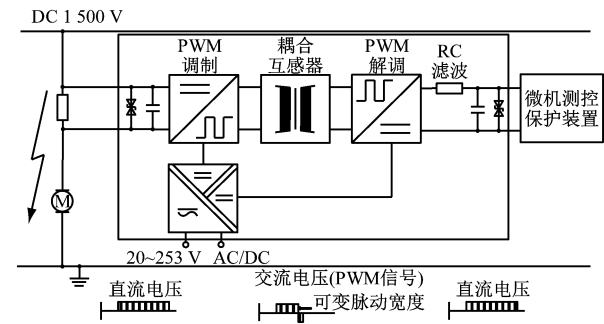 DC 1 500 V
PWM
调制
耦合
互感器
PWM
解调
RC
滤波
微机测控
保护装置
M
20~253 V AC/DC
直流电压
交流电压(PWM信号)
可变脉动宽度
直流电压